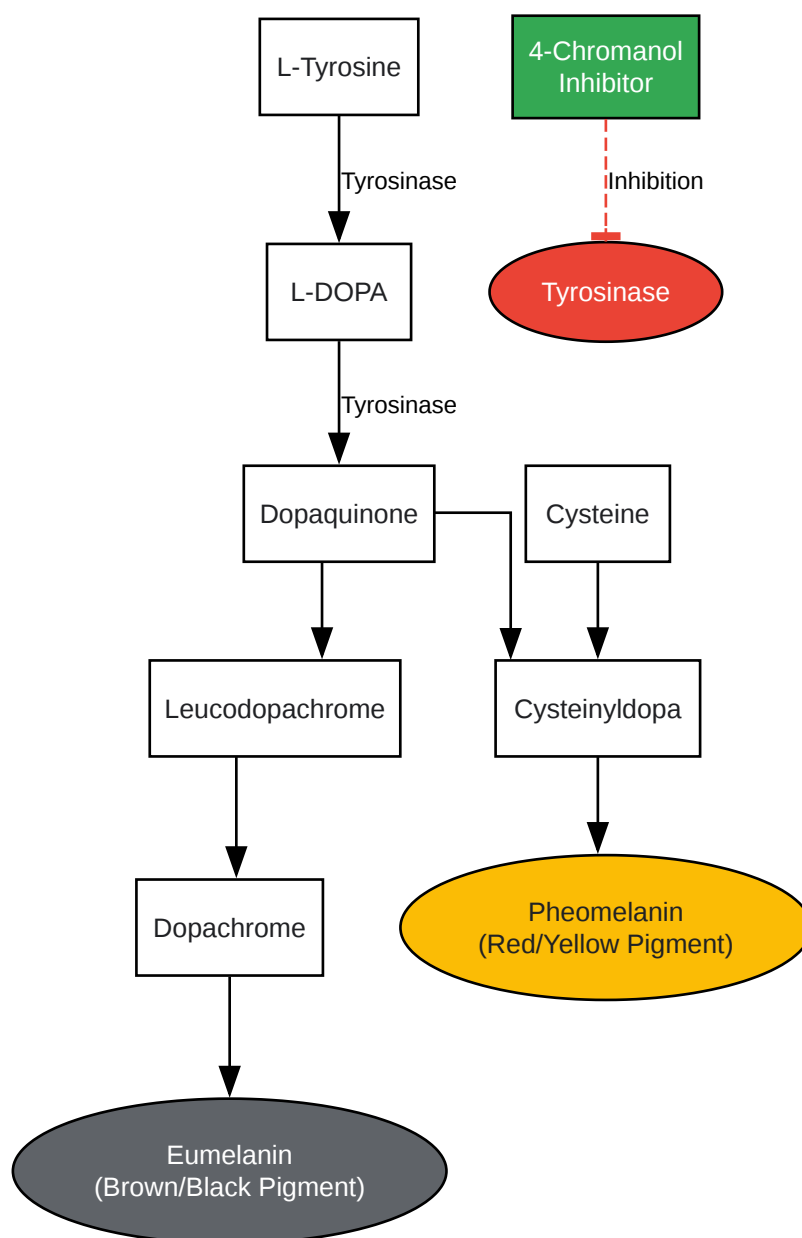 L-Tyrosine
4-Chromanol
Inhibitor
Tyrosinase
Inhibition
L-DOPA
Tyrosinase
Tyrosinase
Dopaquinone
Cysteine
Leucodopachrome
Cysteinyldopa
Dopachrome
Pheomelanin
(Red/Yellow Pigment)
Eumelanin
(Brown/Black Pigment)